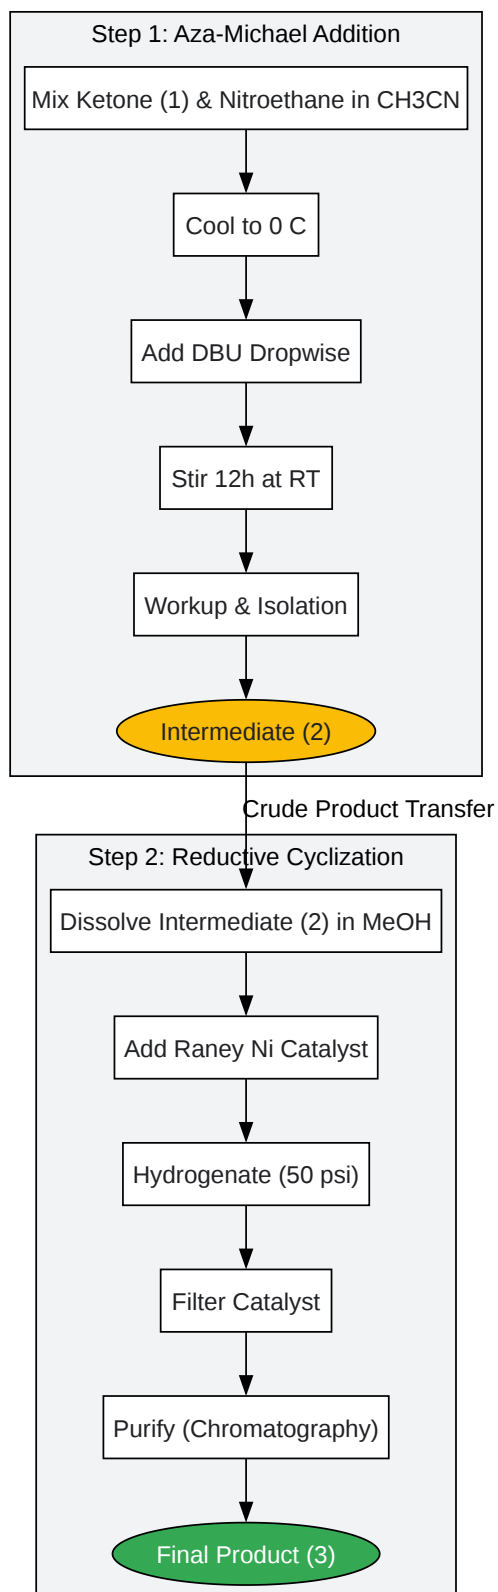 Step 1: Aza-Michael Addition
Mix Ketone (1) & Nitroethane in CH3CN
Cool to 0 C
Add DBU Dropwise
Stir 12h at RT
Workup & Isolation
Intermediate (2)
Crude Product Transfer
Step 2: Reductive Cyclization
Dissolve Intermediate (2) in MeOH
Add Raney Ni Catalyst
Hydrogenate (50 psi)
Filter Catalyst
Purify (Chromatography)
Final Product (3)